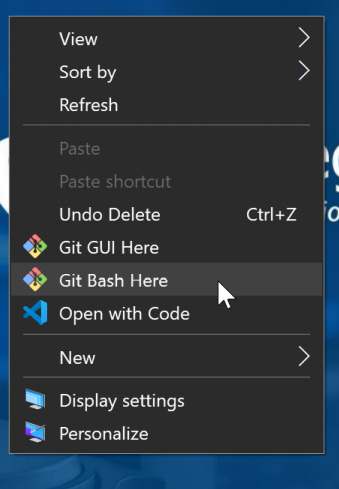 View
Sort by
Refresh
Paste
Paste shortcut
Undo Delete Ctrl+Z
Git GUI Here
Git Bash Here
Open with Code
New
Display settings
Personalize